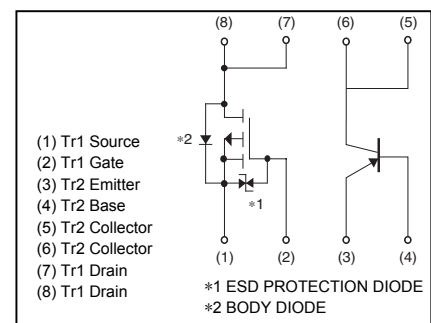 (8) (7) (6) (5)
∗2
(1) Tr1 Source
(2) Tr1 Gate
(3) Tr2 Emitter
(4) Tr2 Base
(5) Tr2 Collector
(6) Tr2 Collector
(7) Tr1 Drain
(8) Tr1 Drain
∗1
(1) (2) (3) (4)
∗1 ESD PROTECTION DIODE
∗2 BODY DIODE